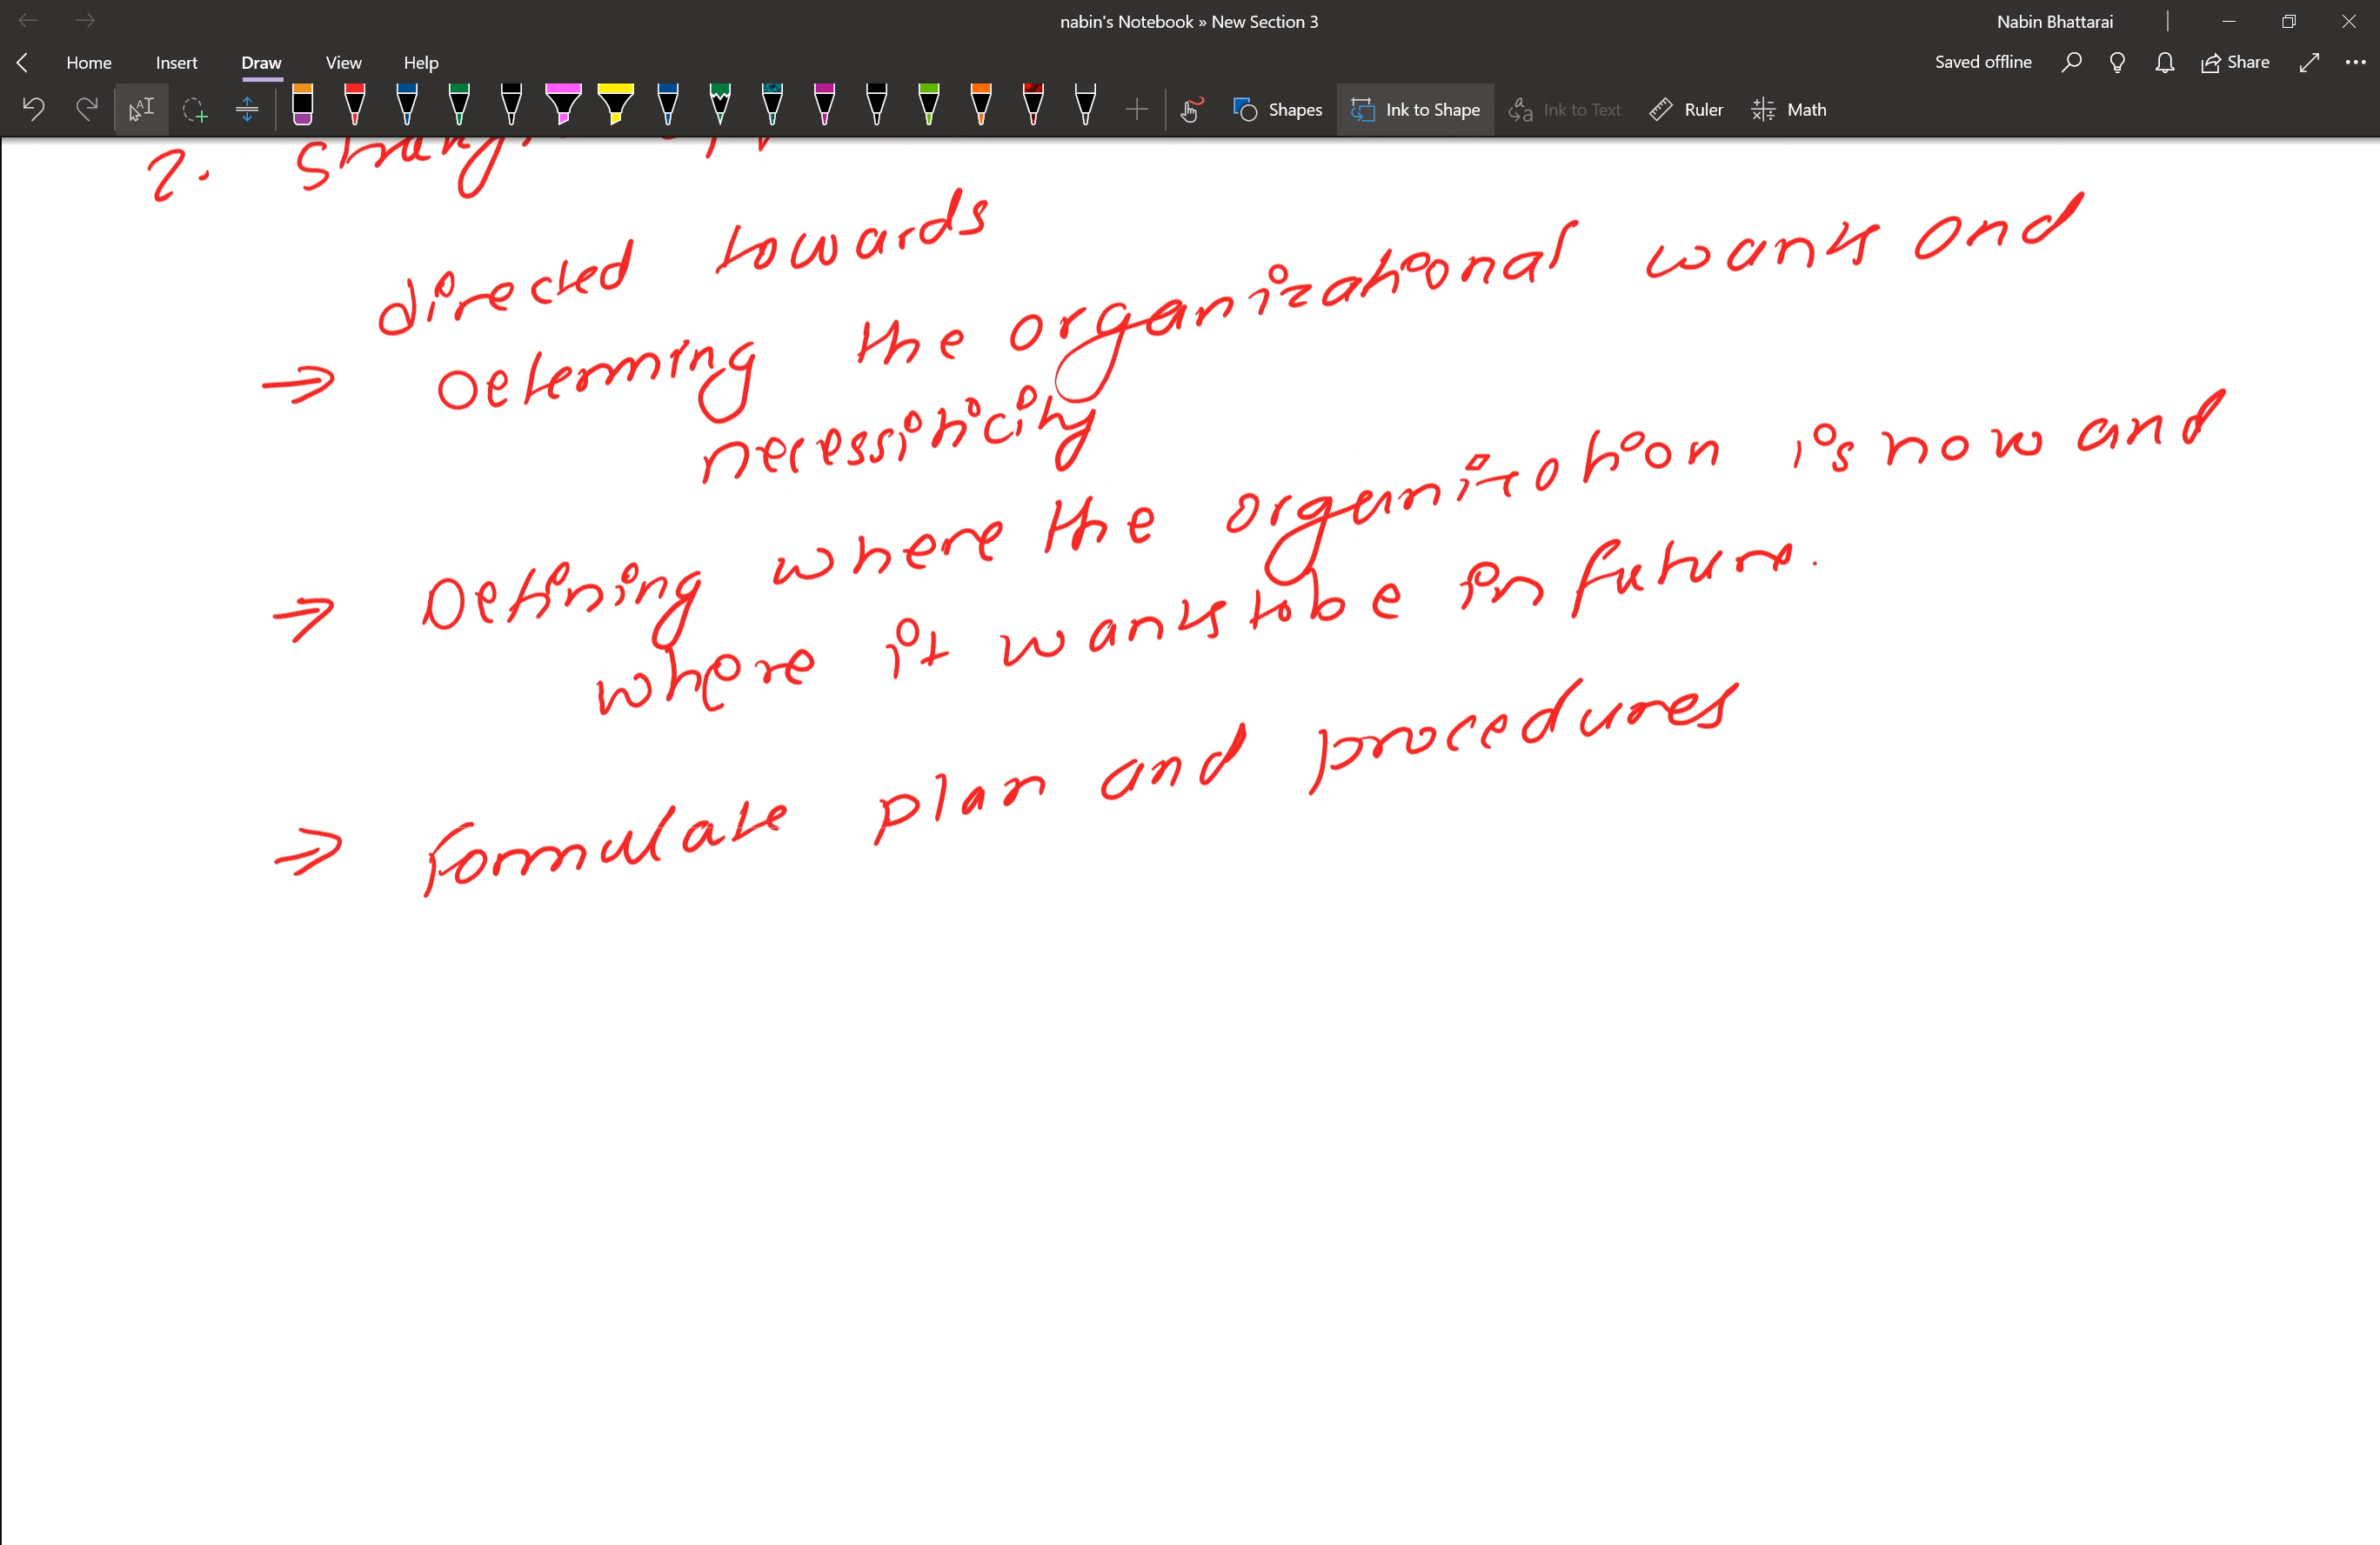 nabin's Notebook » New Section 3
Nabin Bhattarai
Home Insert Draw View Help
Saved offline
Share
Shapes Ink to Shape Ink to Text Ruler Math
2.
directed towards
→ Determing the organizational wants and
necessiticity
⇒ Defining where the organization is now and
where it wants to be in future.
⇒ Formulate plan and procedures